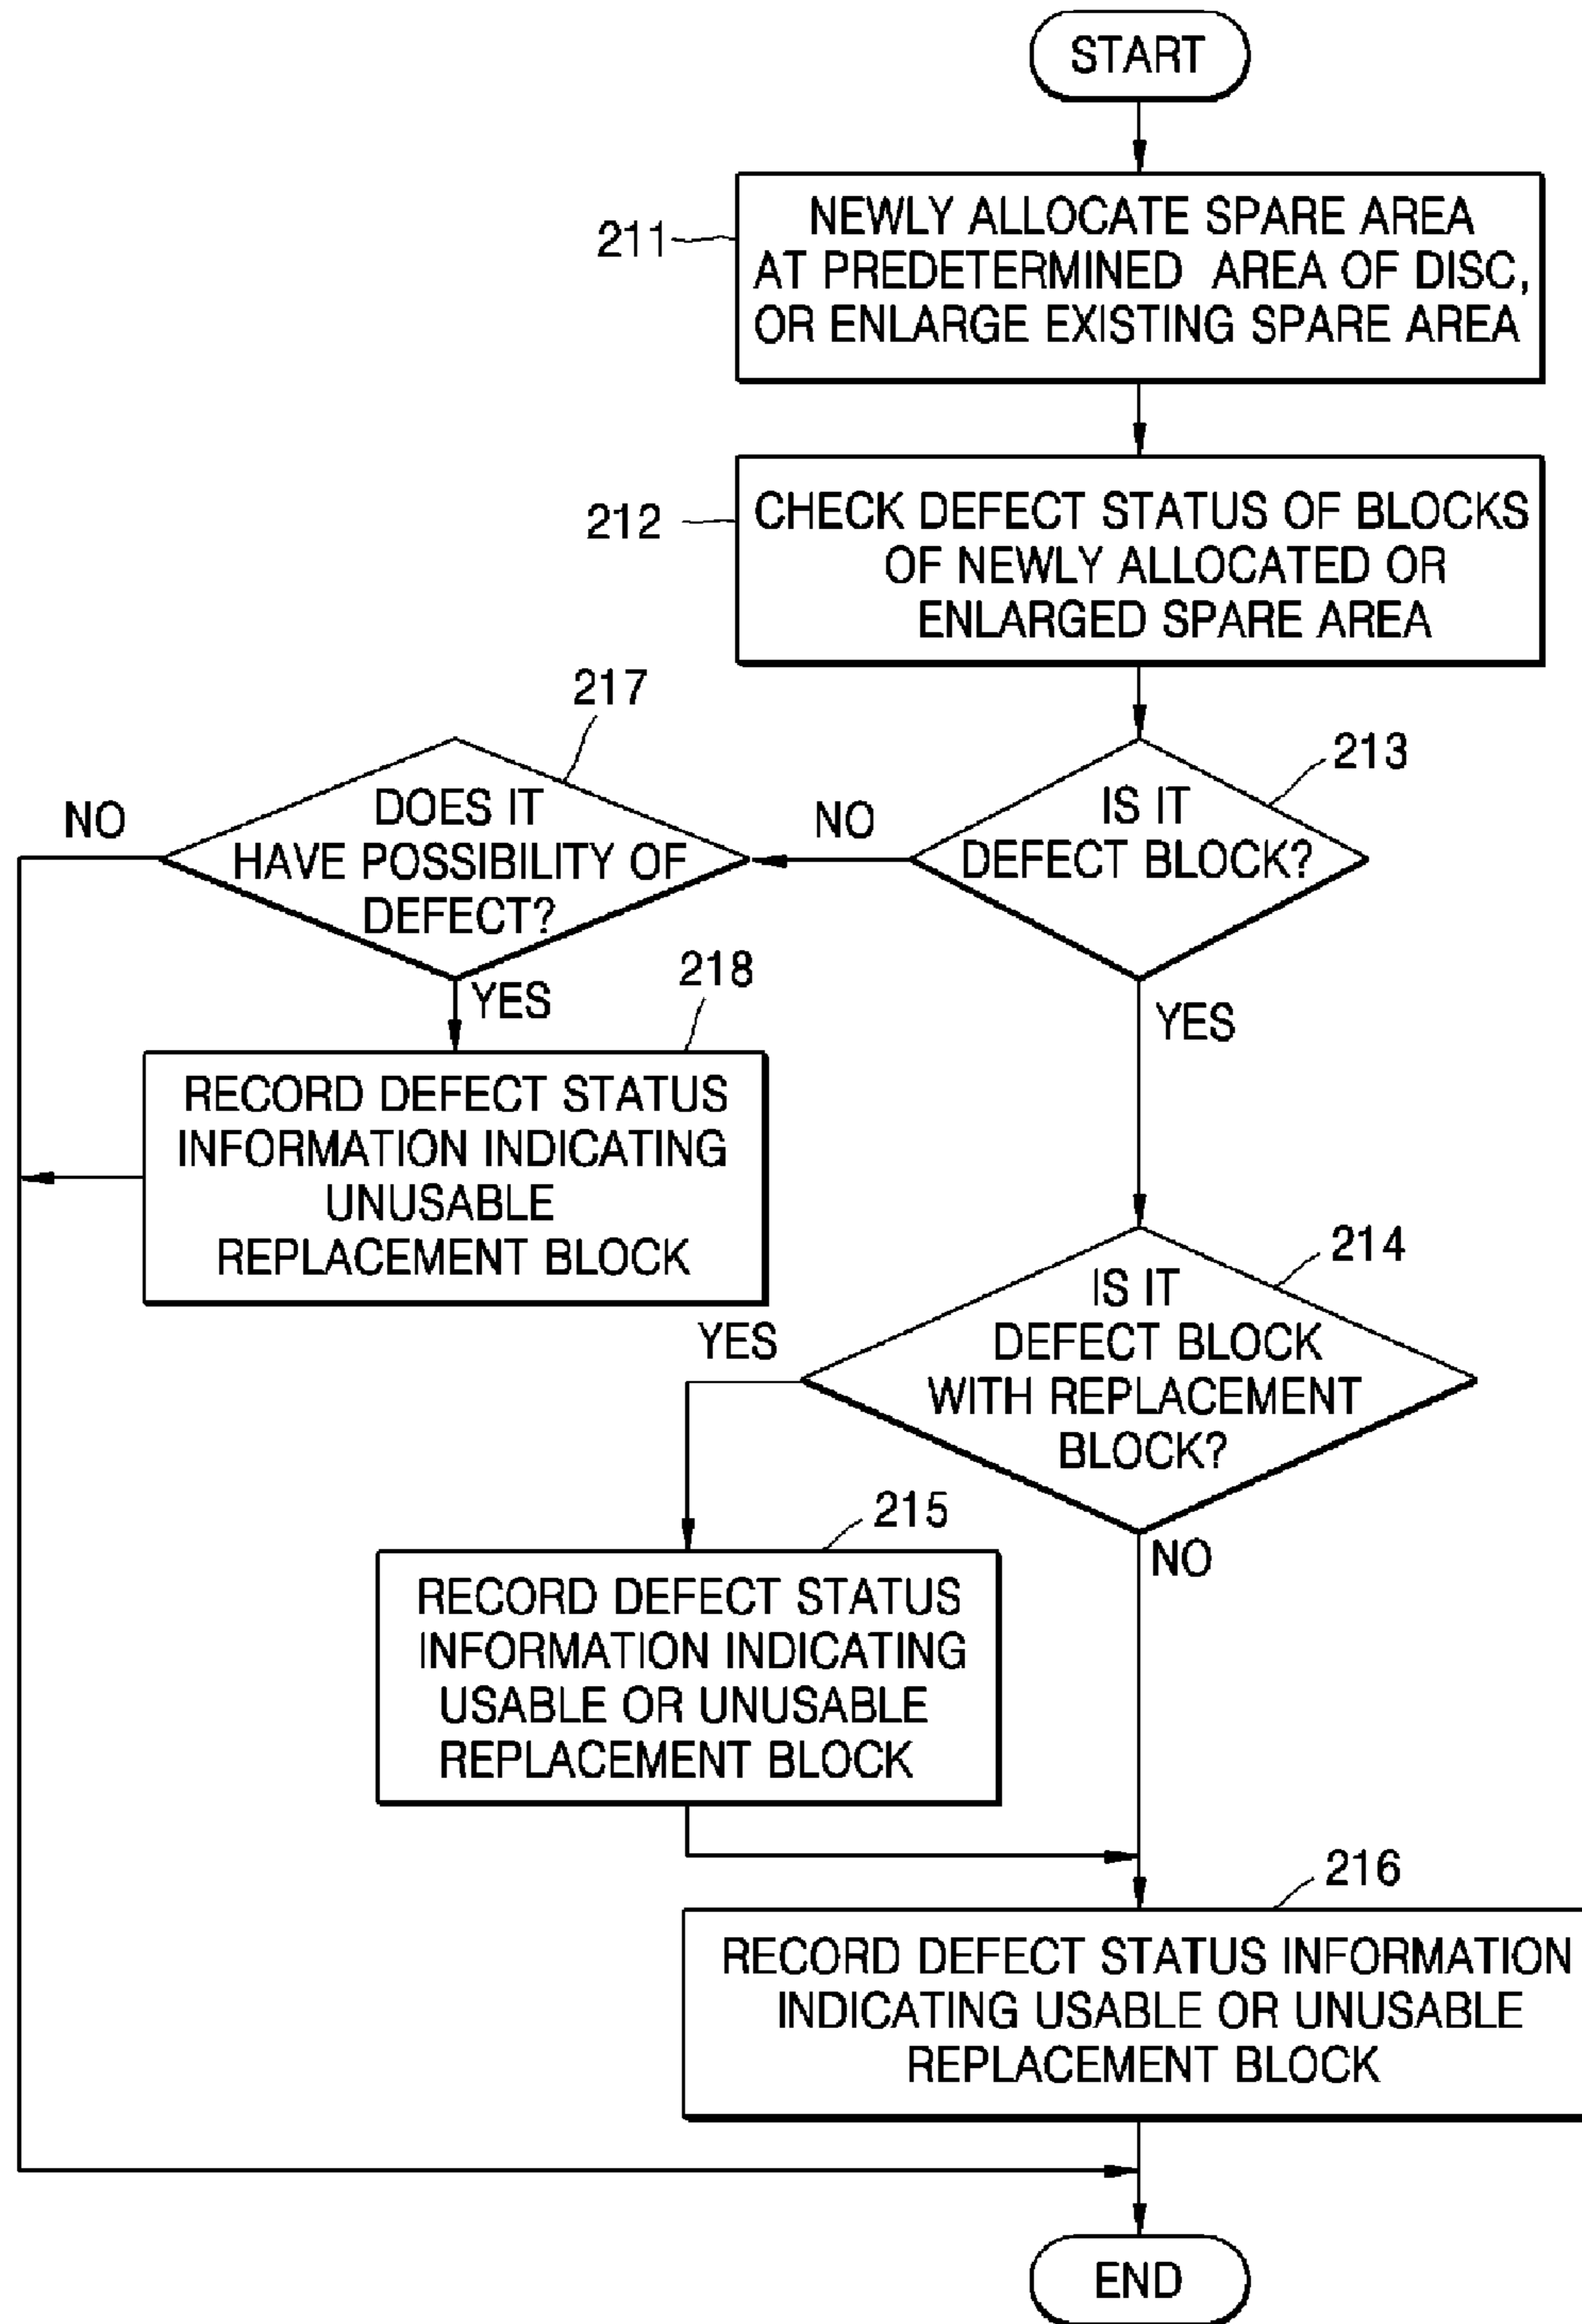 START
211
NEWLY ALLOCATE SPARE AREA
AT PREDETERMINED AREA OF DISC,
OR ENLARGE EXISTING SPARE AREA
212
CHECK DEFECT STATUS OF BLOCKS
OF NEWLY ALLOCATED OR
ENLARGED SPARE AREA
213
IS IT
DEFECT BLOCK?
NO
YES
217
DOES IT
HAVE POSSIBILITY OF
DEFECT?
NO
YES
218
RECORD DEFECT STATUS
INFORMATION INDICATING
UNUSABLE
REPLACEMENT BLOCK
214
IS IT
DEFECT BLOCK
WITH REPLACEMENT
BLOCK?
YES
NO
215
RECORD DEFECT STATUS
INFORMATION INDICATING
USABLE OR UNUSABLE
REPLACEMENT BLOCK
216
RECORD DEFECT STATUS INFORMATION
INDICATING USABLE OR UNUSABLE
REPLACEMENT BLOCK
END